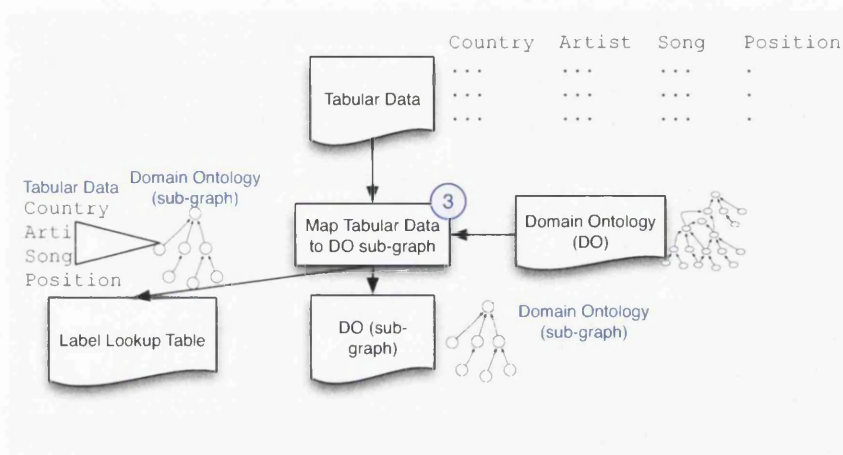 Country Artist Song Position
... ... ... .
... ... ... .
... ... ... .
Tabular Data
Tabular Data
Domain Ontology
(sub-graph)
Country
Arti
Song
Position
3
Map Tabular Data
to DO sub-graph
Domain Ontology
(DO)
Label Lookup Table
DO (sub-
graph)
Domain Ontology
(sub-graph)